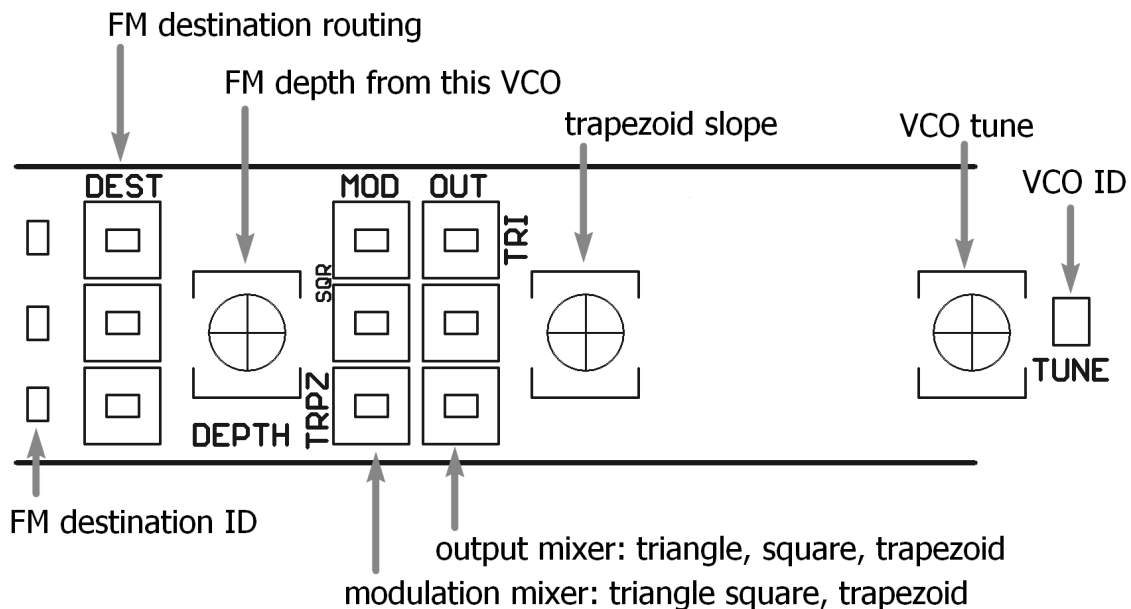 FM destination routing
FM depth from this VCO
trapezoid slope
VCO tune
VCO ID
DEST
MOD
OUT
TRI
SQR
TRPZ
DEPTH
TUNE
FM destination ID
output mixer: triangle, square, trapezoid
modulation mixer: triangle square, trapezoid